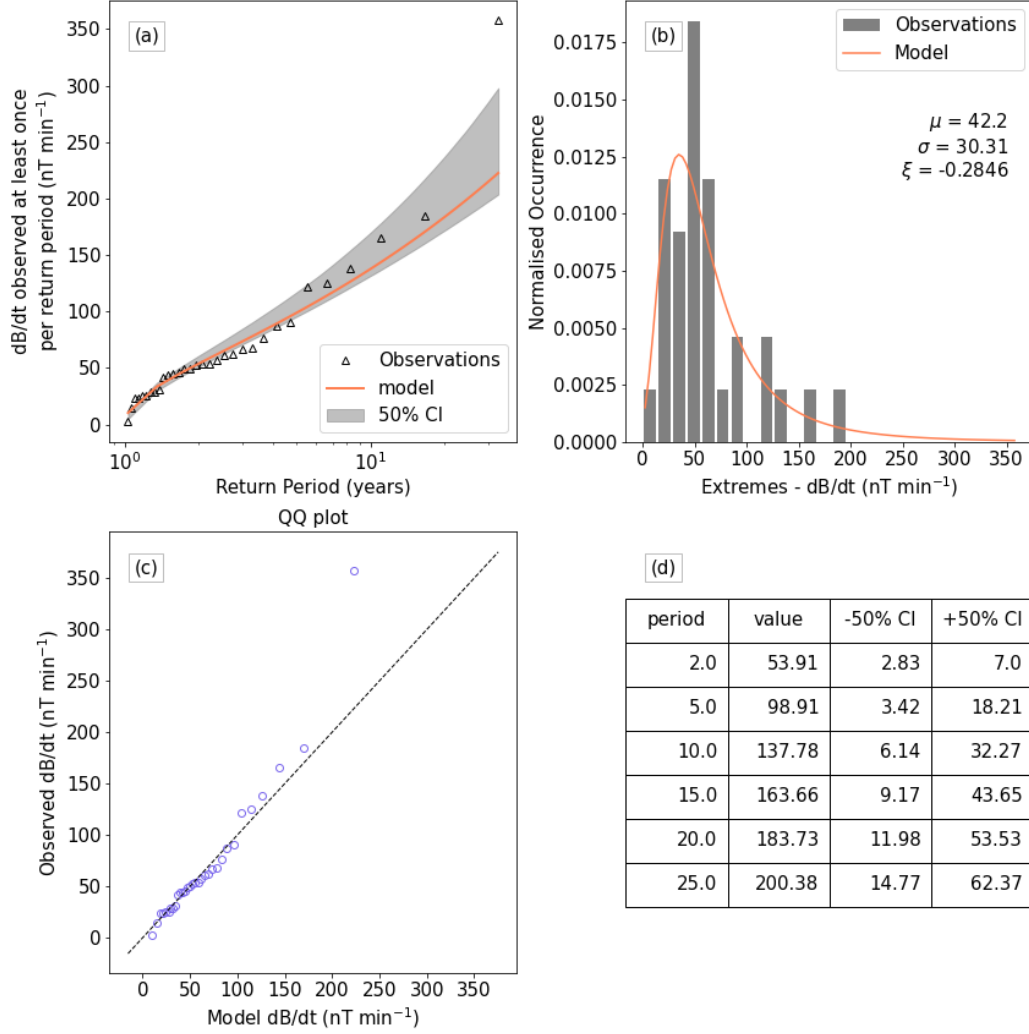 (a)
dB/dt observed at least once
per return period (nT min⁻¹)
350
300
250
200
150
100
50
0
Observations
model
50% CI
10⁰
10¹
Return Period (years)
(b)
Normalised Occurrence
0.0175
0.0150
0.0125
0.0100
0.0075
0.0050
0.0025
0.0000
Observations
Model
μ = 42.2
σ = 30.31
ξ = -0.2846
0 50 100 150 200 250 300 350
Extremes - dB/dt (nT min⁻¹)
QQ plot
(c)
Observed dB/dt (nT min⁻¹)
350
300
250
200
150
100
50
0
0 50 100 150 200 250 300 350
Model dB/dt (nT min⁻¹)
(d)
period value -50% CI +50% CI
2.0 53.91 2.83 7.0
5.0 98.91 3.42 18.21
10.0 137.78 6.14 32.27
15.0 163.66 9.17 43.65
20.0 183.73 11.98 53.53
25.0 200.38 14.77 62.37